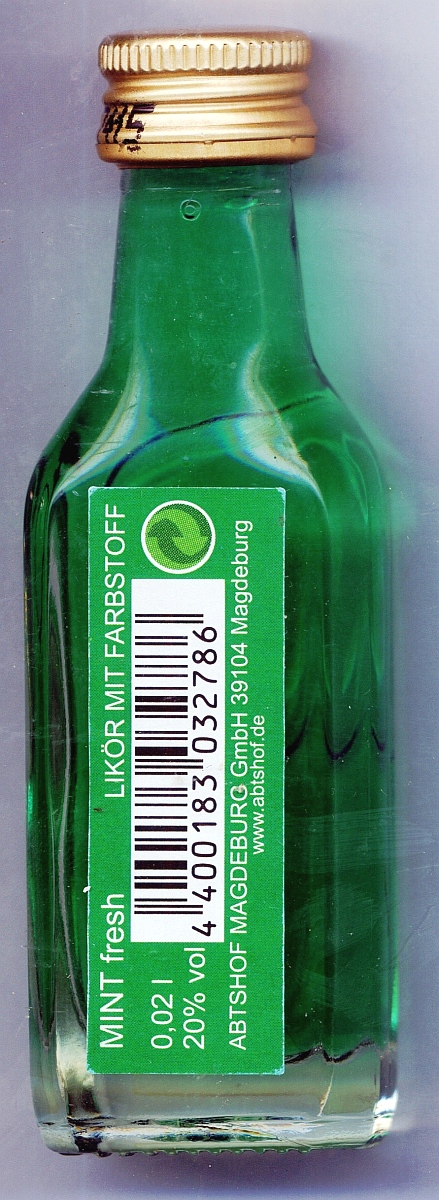 MINT fresh LIKÖR MIT FARBSTOFF
0,02 l
20% vol
4 400183 032786
ABTSHOF MAGDEBURG GmbH 39104 Magdeburg
www.abtshof.de